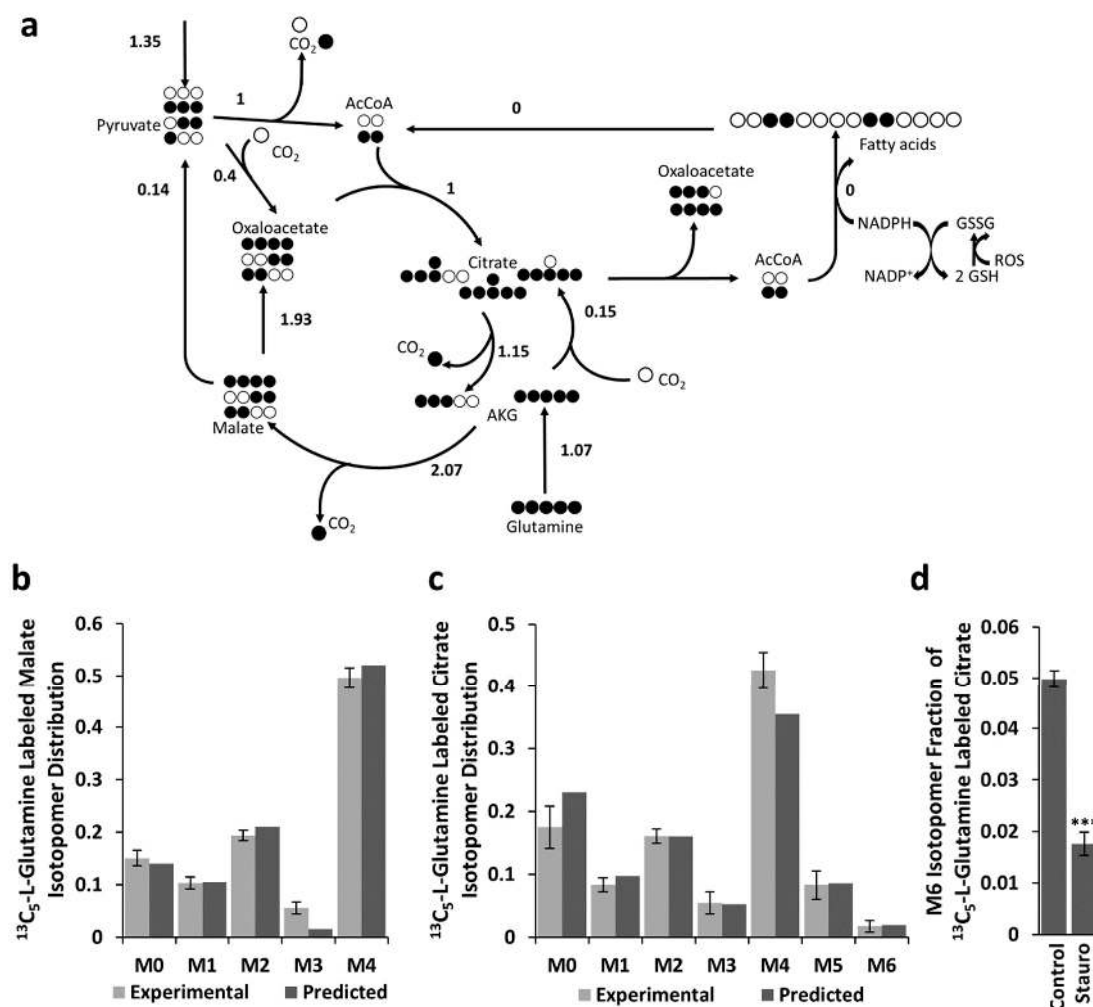 a
1.35
CO₂
Pyruvate
1
AcCoA
0
CO₂
0.14
0.4
Fatty acids
Oxaloacetate
1
Oxaloacetate
0
NADPH
GSSG
Citrate
AcCoA
NADP⁺
2 GSH
ROS
1.93
0.15
CO₂
1.15
CO₂
Malate
AKG
2.07
1.07
CO₂
Glutamine
b
¹³C₅-L-Glutamine Labeled Malate
Isotopomer Distribution
0.6
0.5
0.4
0.3
0.2
0.1
0
M0 M1 M2 M3 M4
Experimental Predicted
c
¹³C₅-L-Glutamine Labeled Citrate
Isotopomer Distribution
0.5
0.4
0.3
0.2
0.1
0
M0 M1 M2 M3 M4 M5 M6
Experimental Predicted
d
M6 Isotopomer Fraction of
¹³C₅-L-Glutamine Labeled Citrate
0.06
0.05
0.04
0.03
0.02
0.01
0
***
Control
Stauro